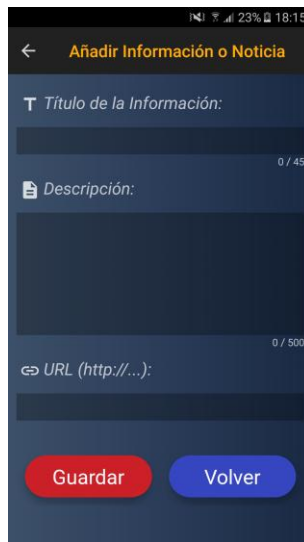 23% 18:15
Añadir Información o Noticia
Título de la Información:
0 / 45
Descripción:
0 / 500
URL (http://...):
Guardar Volver